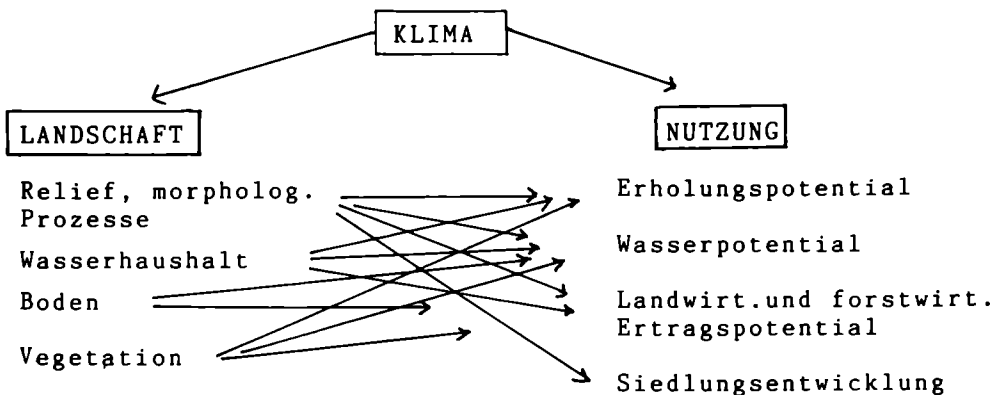 KLIMA
LANDSCHAFT
NUTZUNG
Relief, morpholog.
Prozesse
Wasserhaushalt
Boden
Vegetation
Erholungspotential
Wasserpotential
Landwirt.und forstwirt.
Ertragspotential
Siedlungsentwicklung